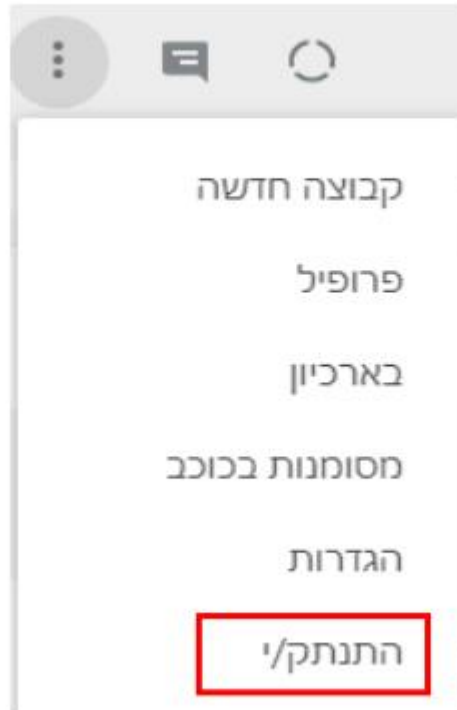 קבוצה חדשה
פרופיל
בארכיון
מסומנות בכוכב
הגדרות
התנתק/י